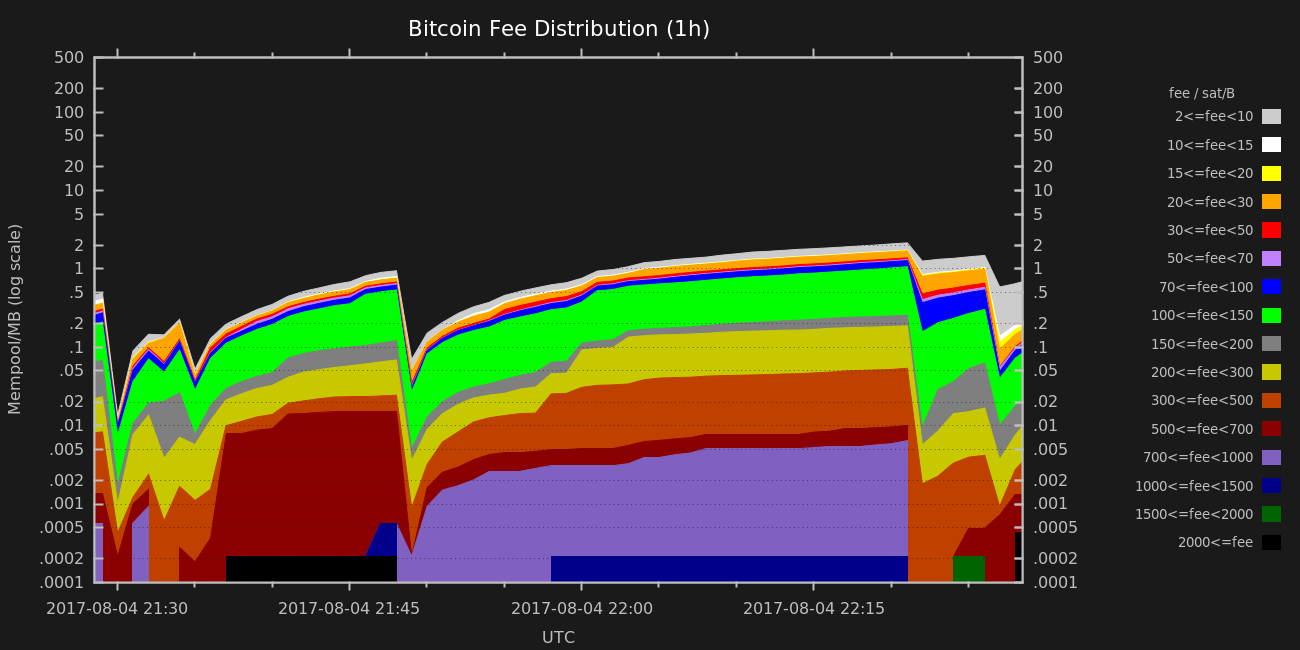 Bitcoin Fee Distribution (1h)
Mempool/MB (log scale)
500
200
100
50
20
10
5
2
1
.5
.2
.1
.05
.02
.01
.005
.002
.001
.0005
.0002
.0001
500
200
100
50
20
10
5
2
1
.5
.2
.1
.05
.02
.01
.005
.002
.001
.0005
.0002
.0001
2017-08-04 21:30
2017-08-04 21:45
2017-08-04 22:00
2017-08-04 22:15
UTC
fee / sat/B
2<=fee<10
10<=fee<15
15<=fee<20
20<=fee<30
30<=fee<50
50<=fee<70
70<=fee<100
100<=fee<150
150<=fee<200
200<=fee<300
300<=fee<500
500<=fee<700
700<=fee<1000
1000<=fee<1500
1500<=fee<2000
2000<=fee